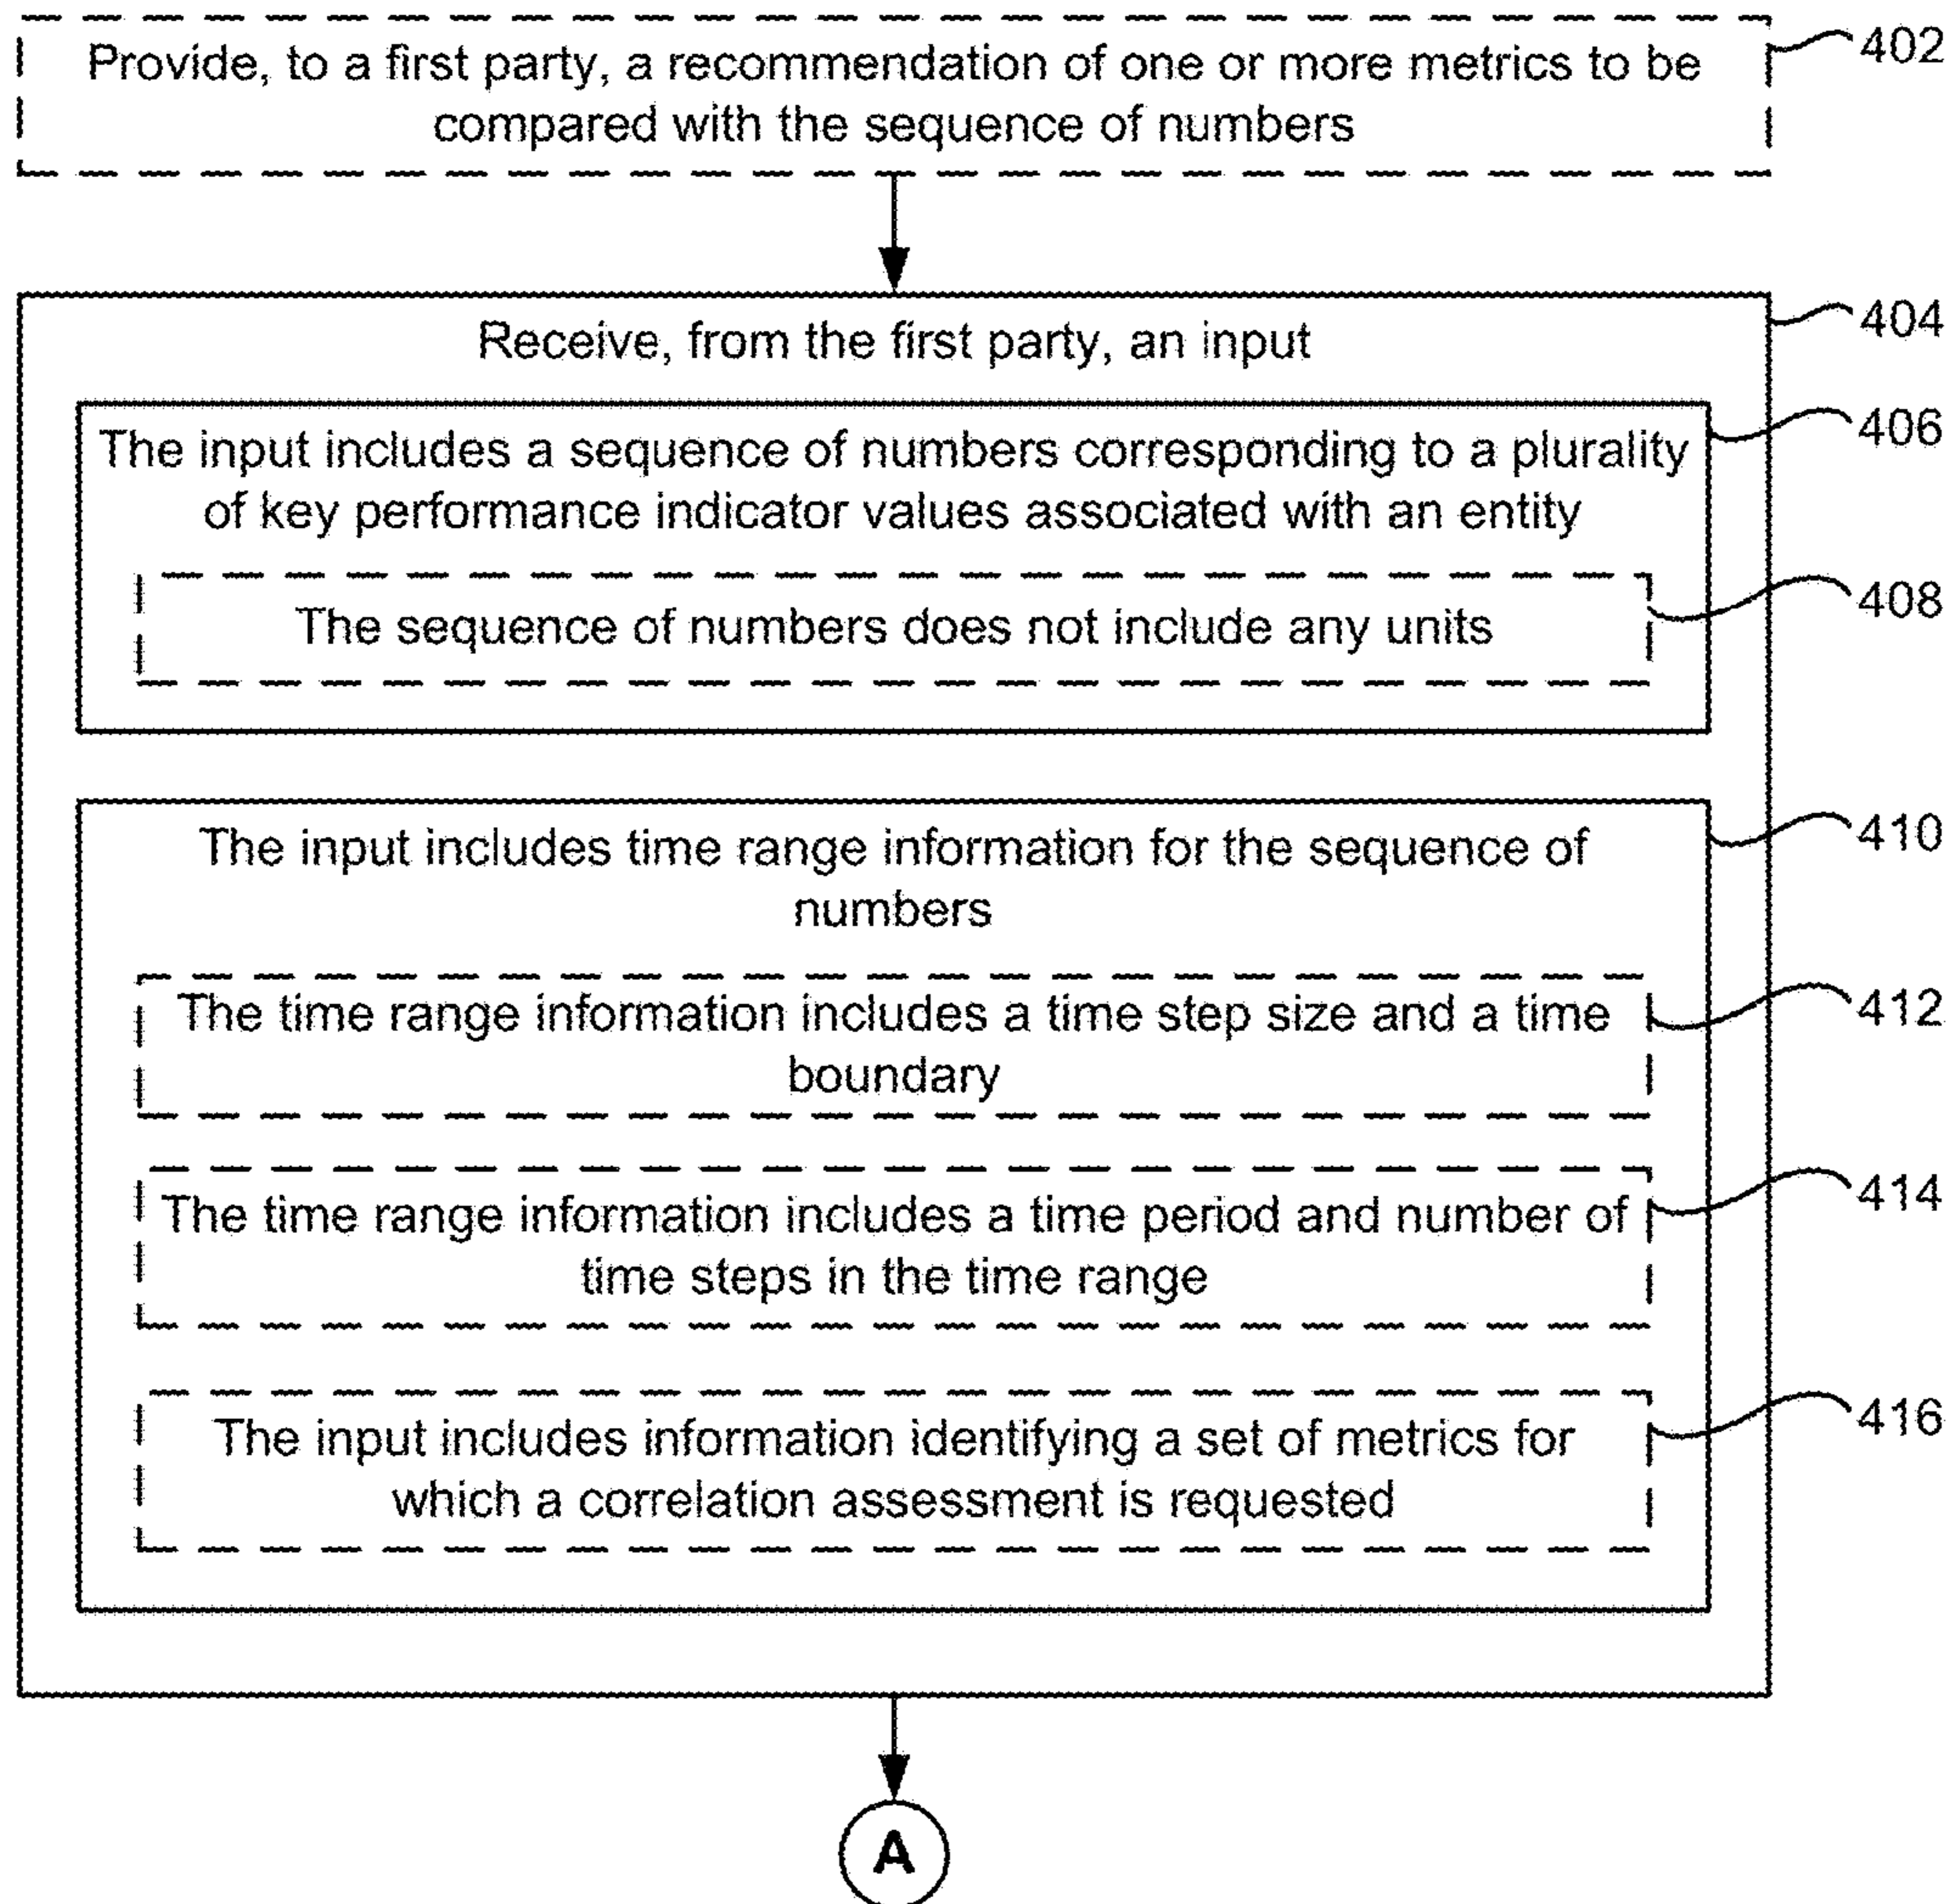 Provide, to a first party, a recommendation of one or more metrics to be
compared with the sequence of numbers
402
Receive, from the first party, an input
404
The input includes a sequence of numbers corresponding to a plurality
of key performance indicator values associated with an entity
406
The sequence of numbers does not include any units
408
The input includes time range information for the sequence of
numbers
410
The time range information includes a time step size and a time
boundary
412
The time range information includes a time period and number of
time steps in the time range
414
The input includes information identifying a set of metrics for
which a correlation assessment is requested
416
A